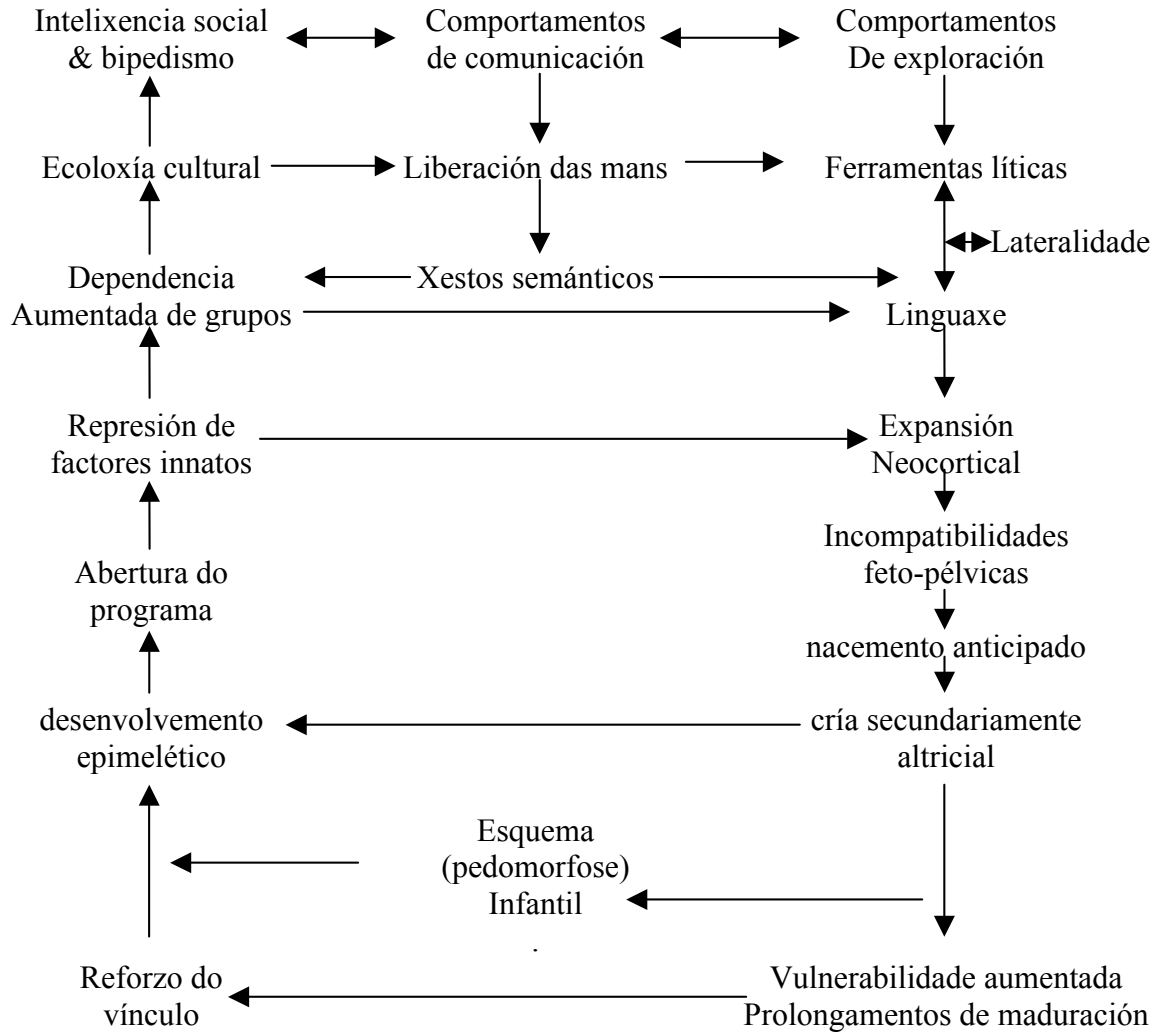 Intelixencia social
& bipedismo
Comportamentos
de comunicación
Comportamentos
De exploración
Ecoloxía cultural
Liberación das mans
Ferramentas líticas
Lateralidade
Dependencia
Aumentada de grupos
Xestos semánticos
Linguaxe
Represión de
factores innatos
Expansión
Neocortical
Incompatibilidades
feto-pélvicas
Abertura do
programa
nacemento anticipado
desenvolvemento
epimelético
cría secundariamente
altricial
Esquema
(pedomorfose)
Infantil
.
Reforzo do
vínculo
Vulnerabilidade aumentada
Prolongamentos de maduración